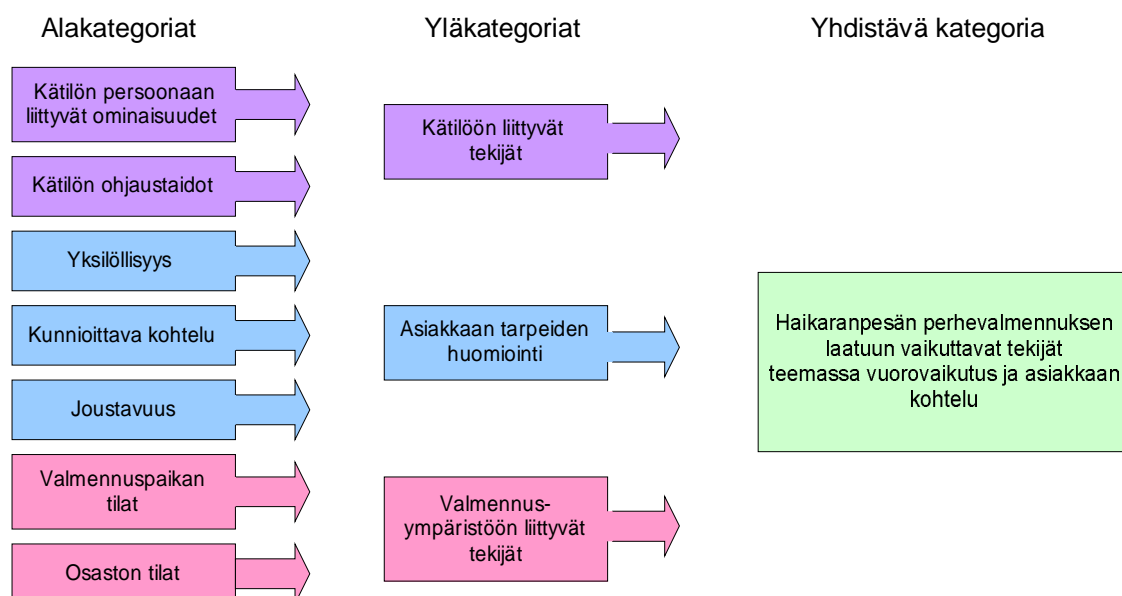 Alakategoriat
Yläkategoriat
Yhdistävä kategoria
Kätilön persoonaan
liittyvät ominaisuudet
Kätilön ohjaustaidot
Yksilöllisyys
Kunnioittava kohtelu
Joustavuus
Valmennuspaikan
tilat
Osaston tilat
Kätilöön liittyvät
tekijät
Asiakkaan tarpeiden
huomiointi
Valmennus-
ympäristöön liittyvät
tekijät
Haikaranpesän perhevalmennuksen
laatuun vaikuttavat tekijät
teemassa vuorovaikutus ja asiakkaan
kohtelu